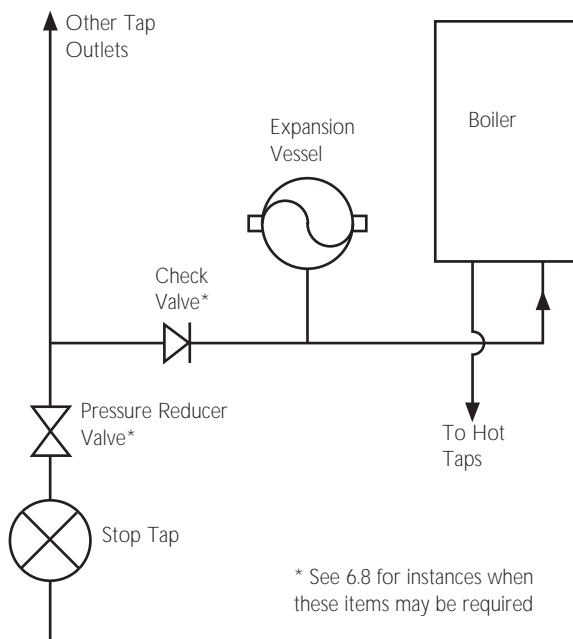 Other Tap
Outlets
Boiler
Expansion
Vessel
Check
Valve*
Pressure Reducer
Valve*
To Hot
Taps
Stop Tap
* See 6.8 for instances when
these items may be required